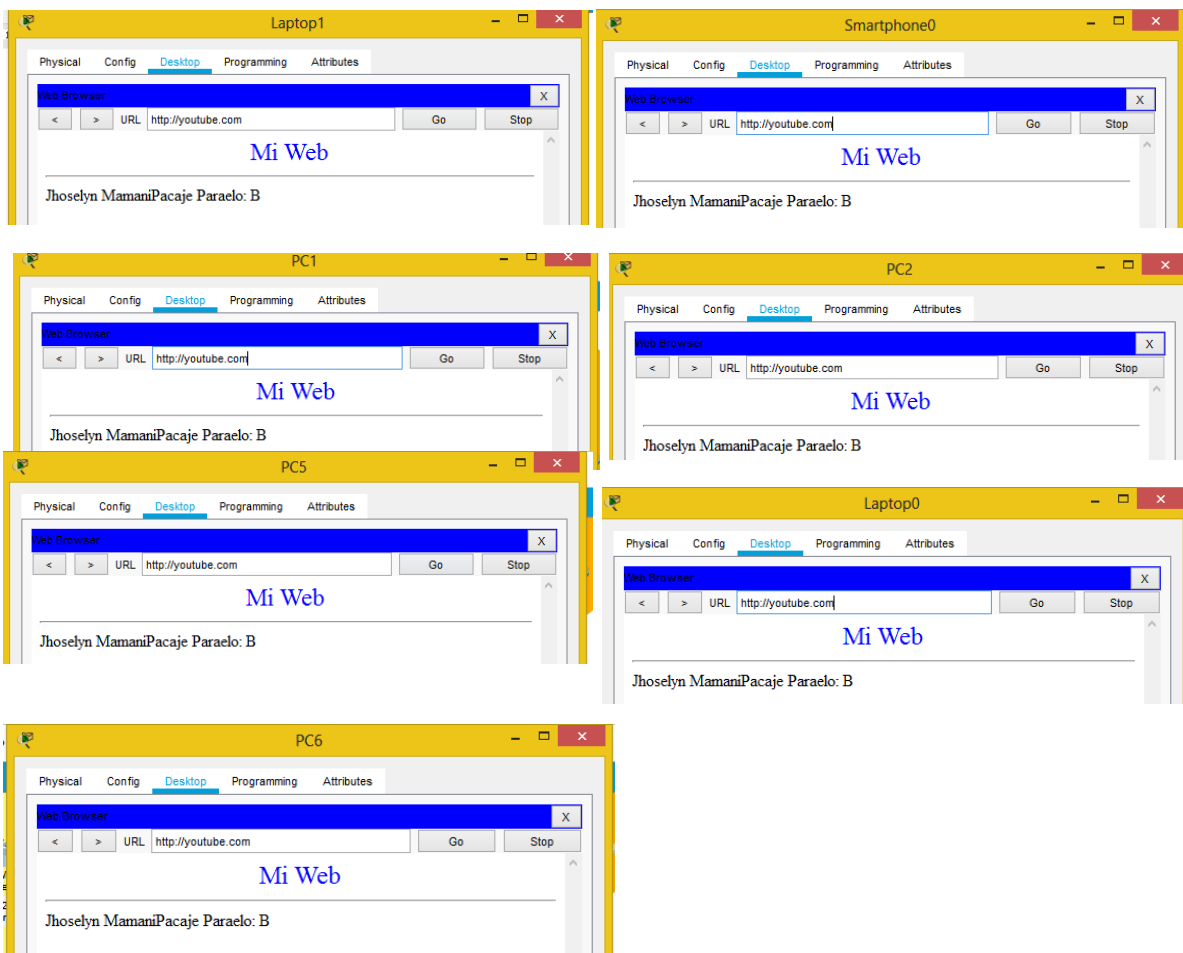 Laptop1
Physical Config Desktop Programming Attributes
Web Browser X
< > URL http://youtube.com Go Stop
Mi Web
Jhoselyn MamaniPacaje Paraelo: B
Smartphone0
Physical Config Desktop Programming Attributes
Web Browser X
< > URL http://youtube.com Go Stop
Mi Web
Jhoselyn MamaniPacaje Paraelo: B
PC1
Physical Config Desktop Programming Attributes
Web Browser X
< > URL http://youtube.com Go Stop
Mi Web
Jhoselyn MamaniPacaje Paraelo: B
PC2
Physical Config Desktop Programming Attributes
Web Browser X
< > URL http://youtube.com Go Stop
Mi Web
Jhoselyn MamaniPacaje Paraelo: B
PC5
Physical Config Desktop Programming Attributes
Web Browser X
< > URL http://youtube.com Go Stop
Mi Web
Jhoselyn MamaniPacaje Paraelo: B
Laptop0
Physical Config Desktop Programming Attributes
Web Browser X
< > URL http://youtube.com Go Stop
Mi Web
Jhoselyn MamaniPacaje Paraelo: B
PC6
Physical Config Desktop Programming Attributes
Web Browser X
< > URL http://youtube.com Go Stop
Mi Web
Jhoselyn MamaniPacaje Paraelo: B